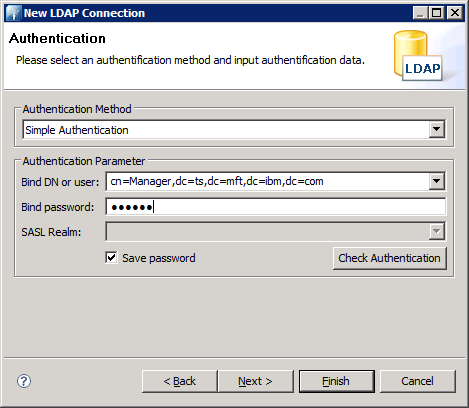 New LDAP Connection
Authentication
Please select an authentification method and input authentification data.
LDAP
Authentication Method
Simple Authentication
Authentication Parameter
Bind DN or user: cn=Manager,dc=ts,dc=mft,dc=ibm,dc=com
Bind password: ●●●●●●
SASL Realm:
Save password Check Authentication
? < Back Next > Finish Cancel